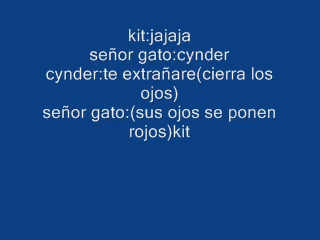 kit:jajaja
señor gato:cynder
cynder:te extrañare(cierra los
ojos)
señor gato:(sus ojos se ponen
rojos)kit